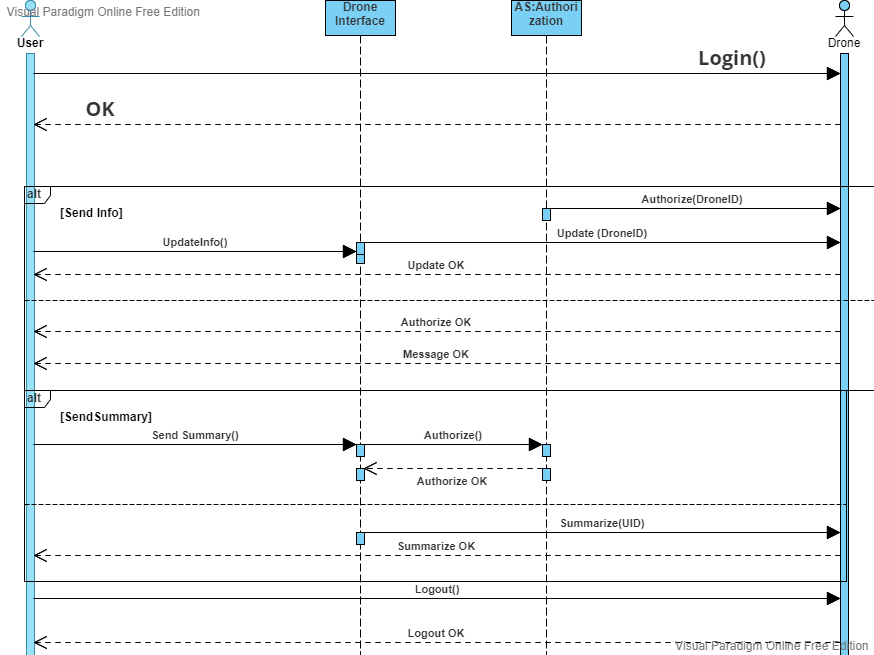 Visual Paradigm Online Free Edition
Drone
Interface
AS:Authori
zation
User
Drone
Login()
OK
alt
[Send Info]
Authorize(DroneID)
UpdateInfo()
Update (DroneID)
Update OK
Authorize OK
Message OK
alt
[SendSummary]
Send Summary()
Authorize()
Authorize OK
Summarize(UID)
Summarize OK
Logout()
Logout OK
Visual Paradigm Online Free Edition